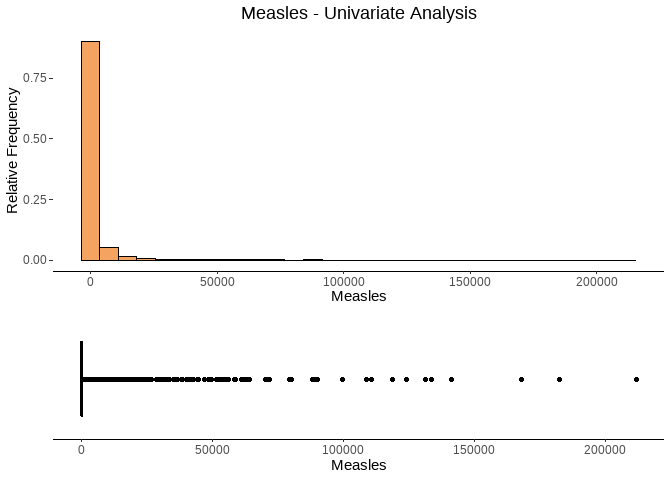 Measles - Univariate Analysis
Relative Frequency
0.75
0.50
0.25
0.00
0 50000 100000 150000 200000
Measles
0 50000 100000 150000 200000
Measles